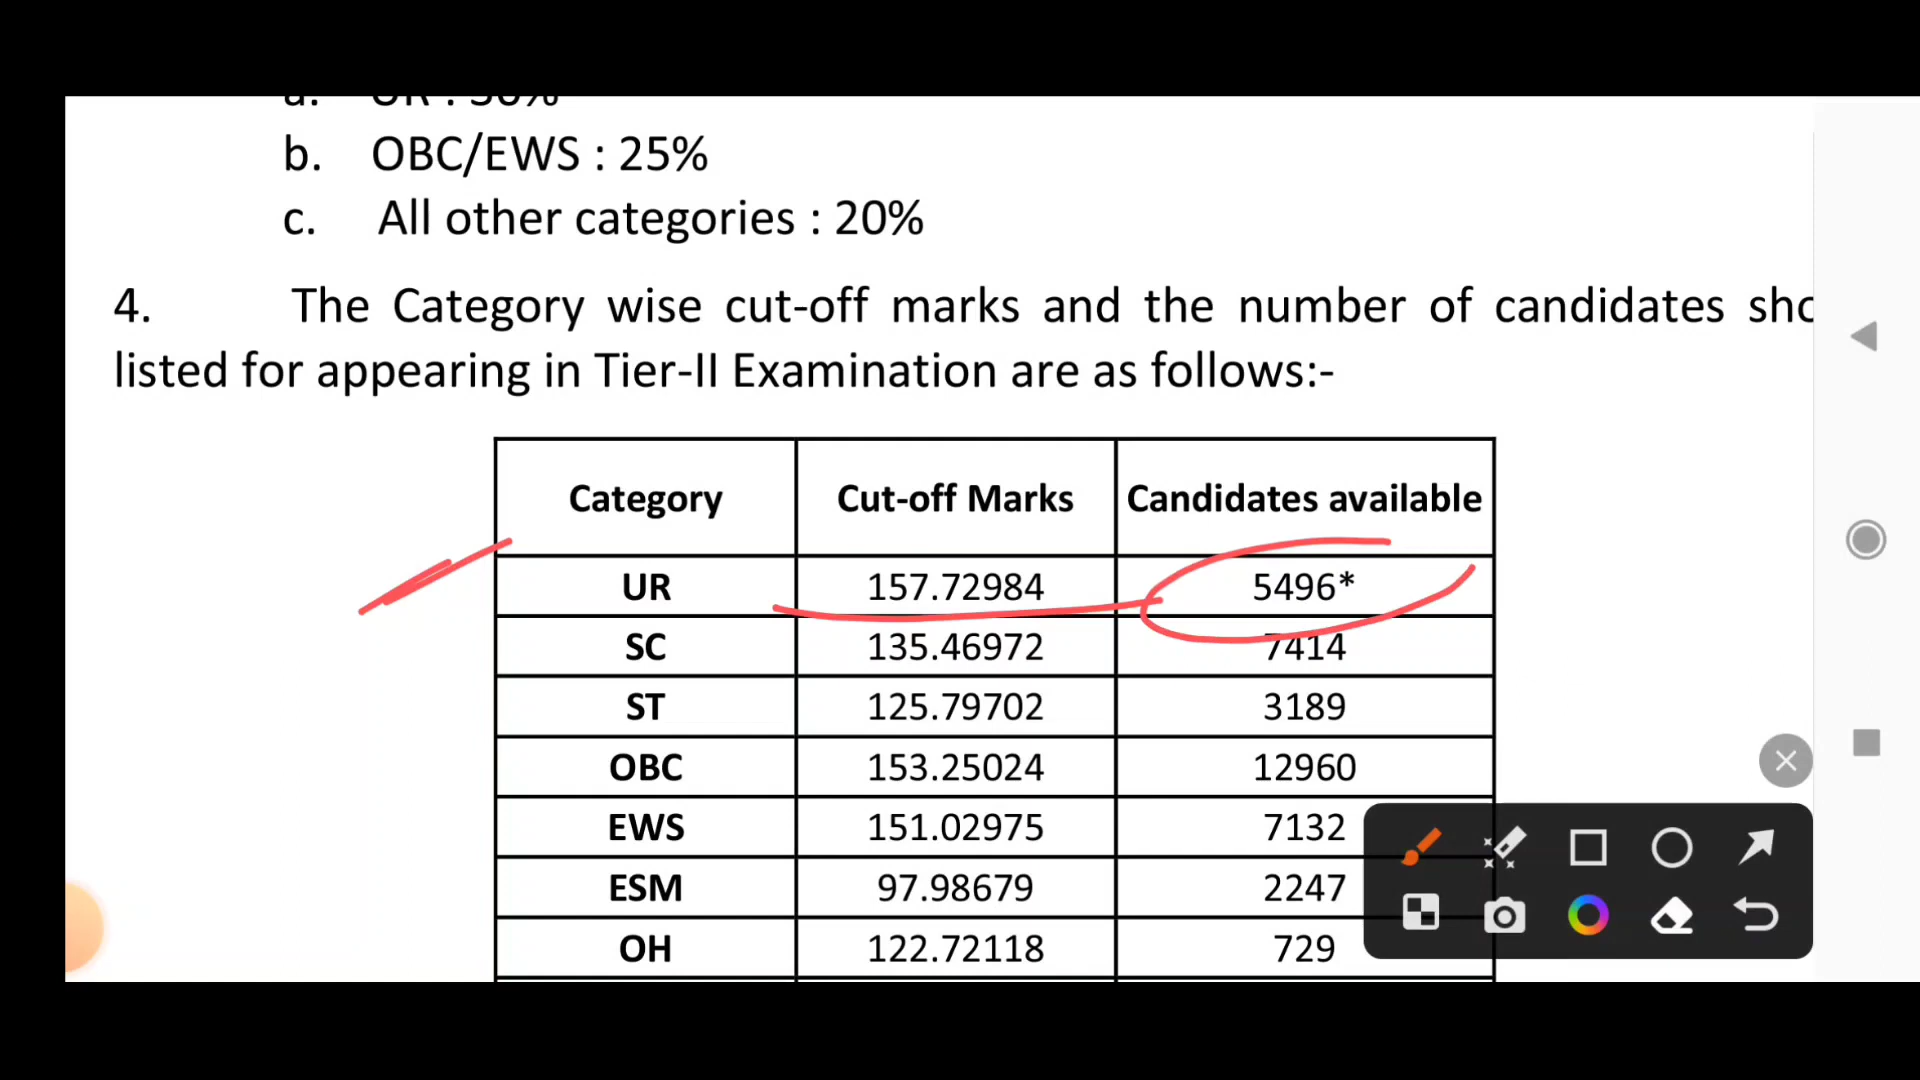 a. UR : 30%
b. OBC/EWS : 25%
c. All other categories : 20%
4. The Category wise cut-off marks and the number of candidates sho
listed for appearing in Tier-II Examination are as follows:-
Category Cut-off Marks Candidates available
UR 157.72984 5496*
SC 135.46972 7414
ST 125.79702 3189
OBC 153.25024 12960
EWS 151.02975 7132
ESM 97.98679 2247
OH 122.72118 729